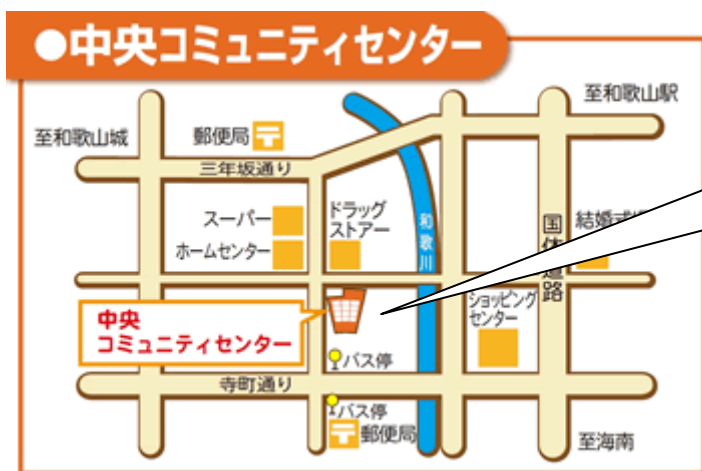 ●中央コミュニティセンター
至和歌山駅
至和歌山城
郵便局
三年坂通り
スーパー
ドラッグ
ストアー
ホームセンター
和歌川
国体道路
結婚式場
中央
コミュニティセンター
ショッピング
センター
バス停
寺町通り
バス停
郵便局
至海南